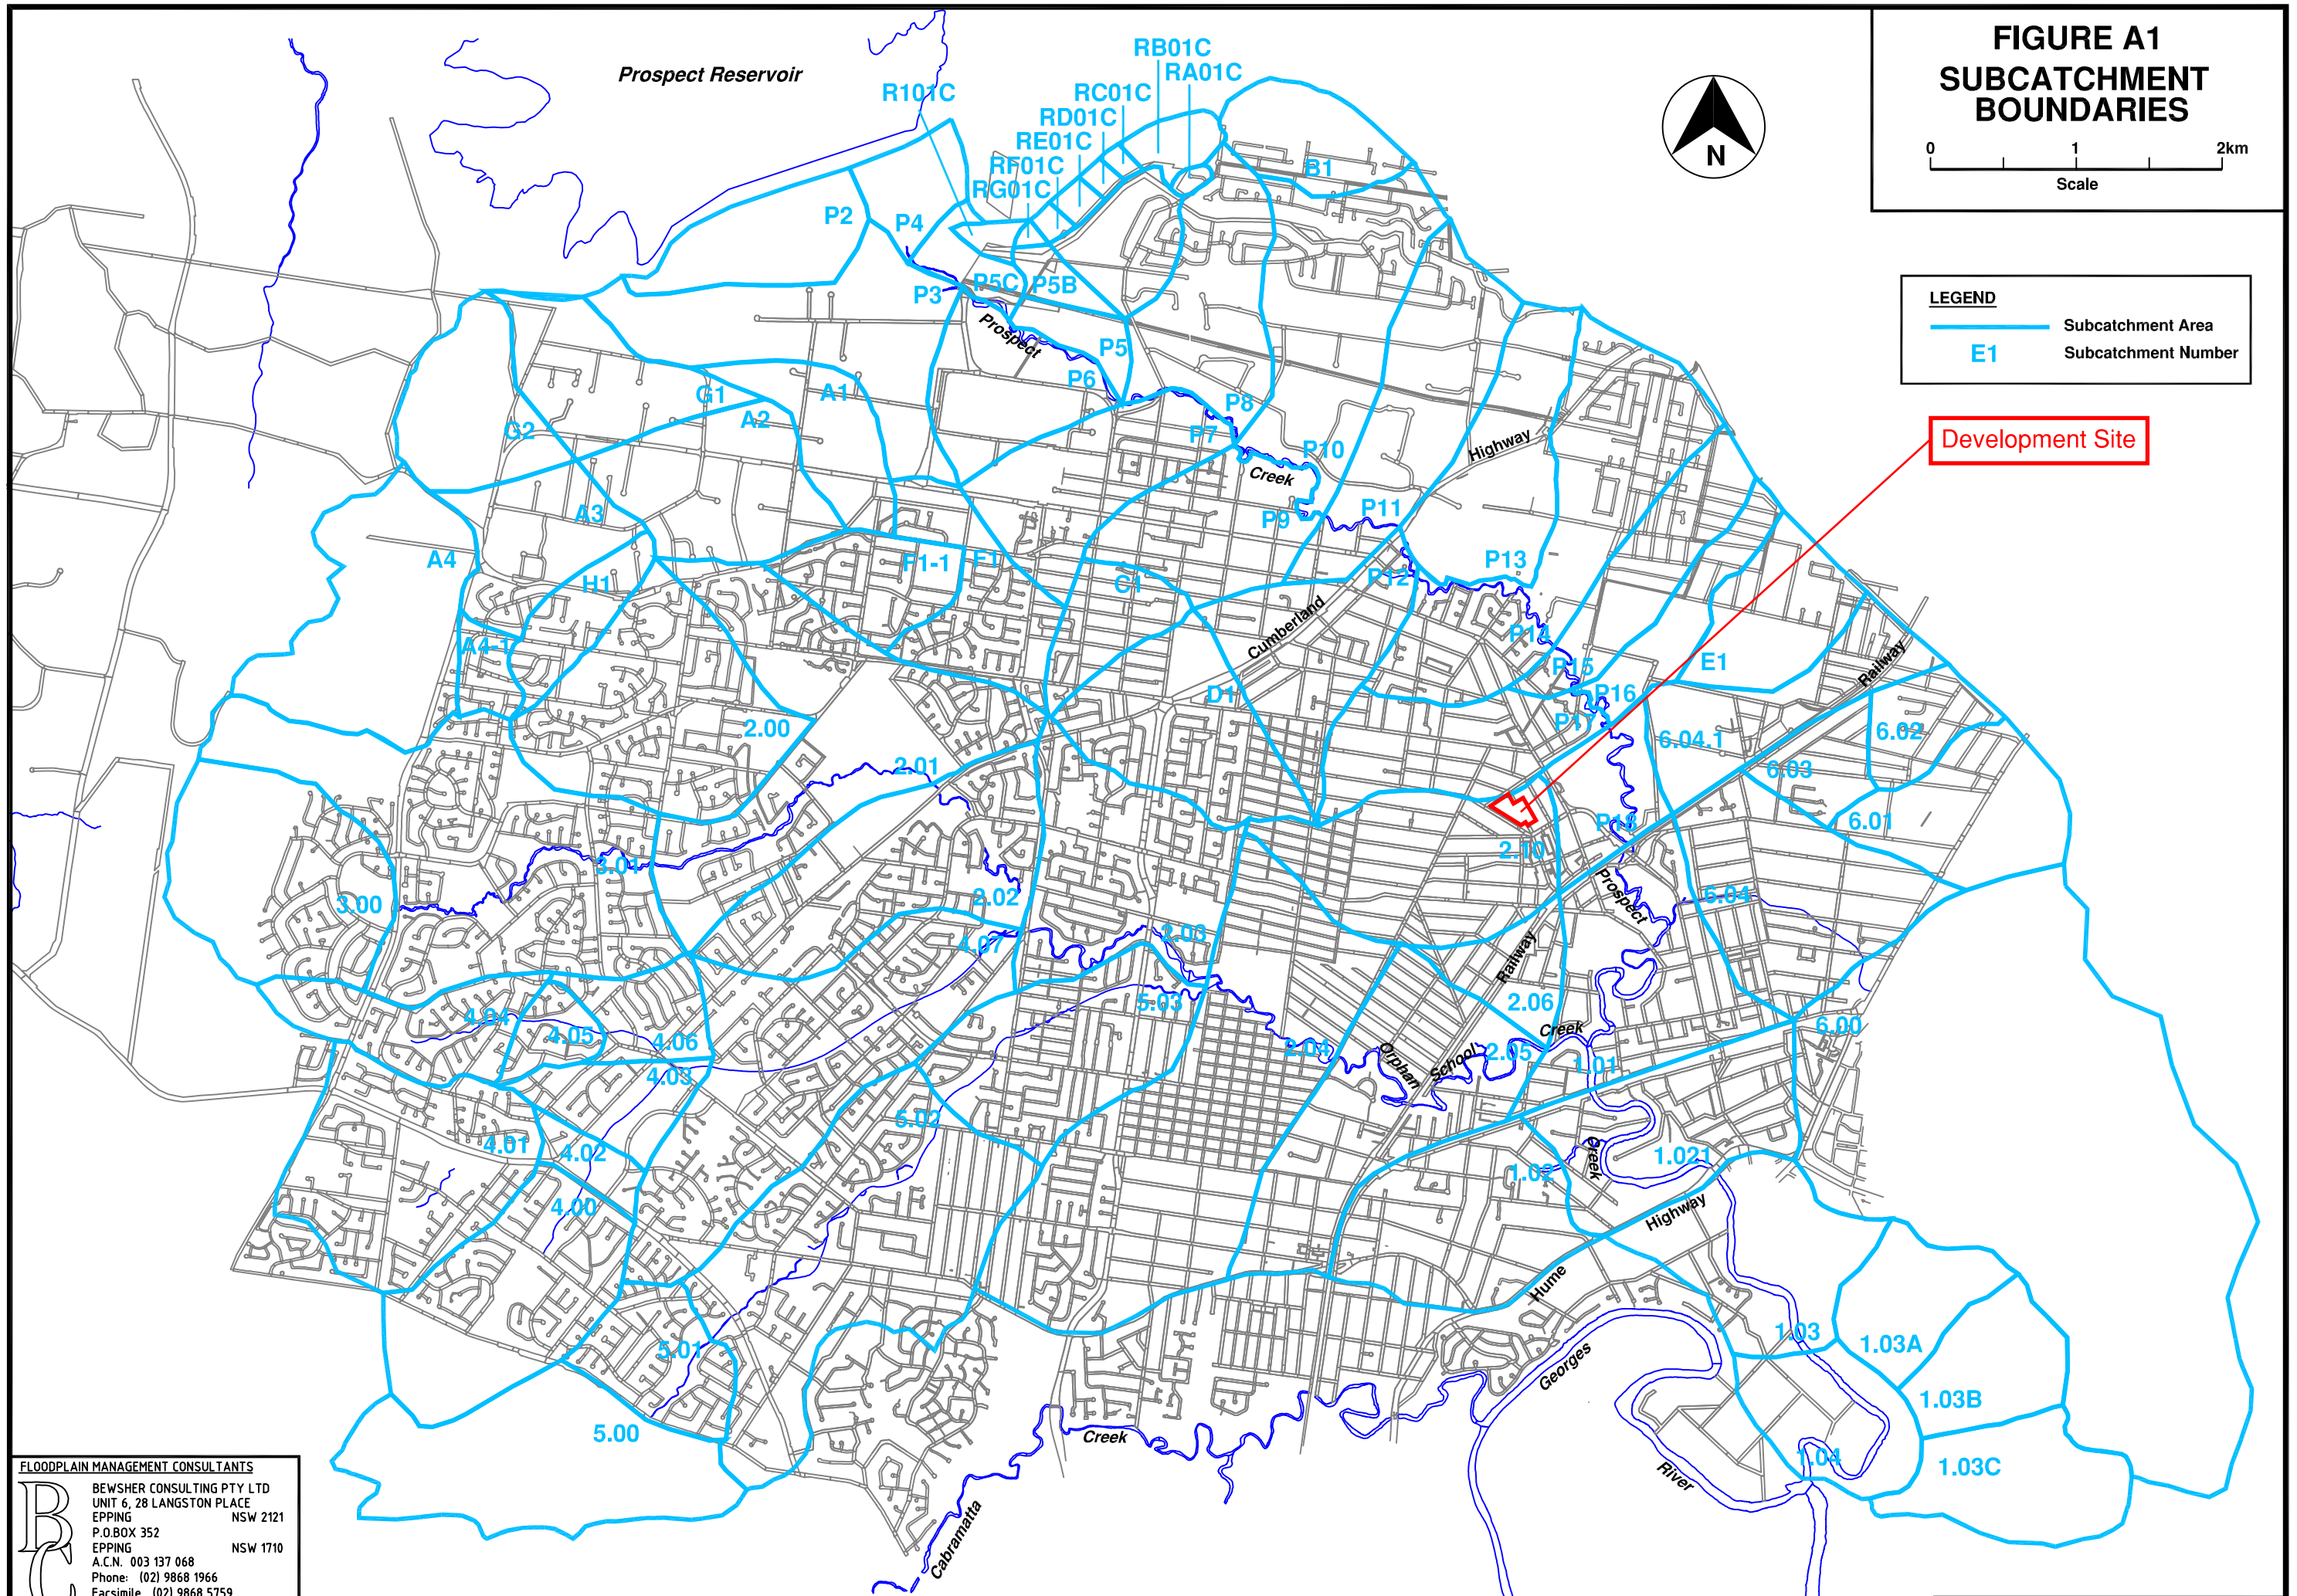 FIGURE A1
SUBCATCHMENT
BOUNDARIES
0 1 2km
Scale
N
LEGEND
Subcatchment Area
E1 Subcatchment Number
Development Site
Prospect Reservoir
RB01C
RA01C
R101C
RC01C
RD01C
RE01C
RF01C
RG01C
B1
P2
P4
P3
P5C
P5B
Prospect
P5
P6
G1
A1
A2
G2
P8
P7
P10
Creek
Highway
A3
P9
P11
A4
F1-1
F1
P13
H1
C1
P12
Cumberland
P14
A4-1
P15
E1
Railway
D1
P16
P17
2.00
6.04.1
6.02
2.01
6.03
P18
6.01
2.10
3.01
3.00
2.02
Prospect
6.04
2.03
4.07
Railway
5.03
2.06
4.04
4.05
4.06
Creek
6.00
2.04
Orphan
School
2.05
1.01
4.03
5.02
4.01
4.02
Creek
1.021
1.02
4.00
Highway
Hume
1.03
1.03A
5.01
Georges
1.03B
5.00
Creek
1.04
1.03C
River
Cabramatta
FLOODPLAIN MANAGEMENT CONSULTANTS
BC
BEWSHER CONSULTING PTY LTD
UNIT 6, 28 LANGSTON PLACE
EPPING NSW 2121
P.O.BOX 352
EPPING NSW 1710
A.C.N. 003 137 068
Phone: (02) 9868 1966
Facsimile (02) 9868 5759